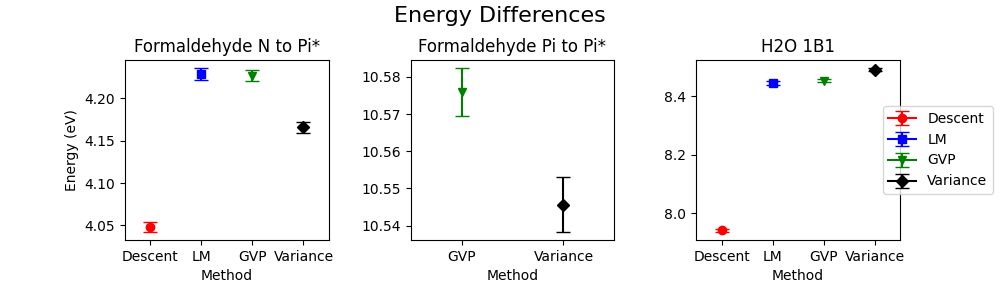 Energy Differences
Formaldehyde N to Pi*
Energy (eV)
4.20
4.15
4.10
4.05
Descent LM GVP Variance
Method
Formaldehyde Pi to Pi*
10.58
10.57
10.56
10.55
10.54
GVP Variance
Method
H2O 1B1
8.4
8.2
8.0
Descent LM GVP Variance
Method
Descent
LM
GVP
Variance